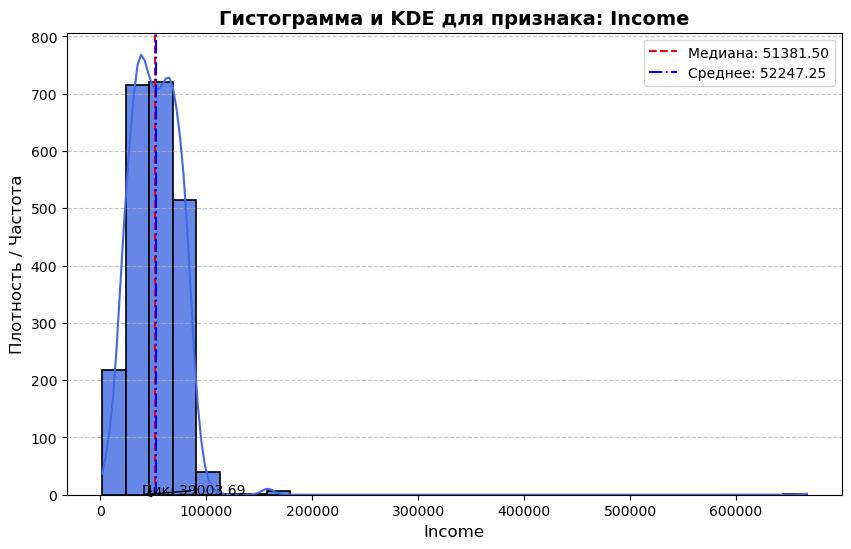 Гистограмма и KDE для признака: Income
Медиана: 51381.50
Среднее: 52247.25
Плотность / Частота
800
700
600
500
400
300
200
100
0
Пик: 39003.69
0 100000 200000 300000 400000 500000 600000
Income